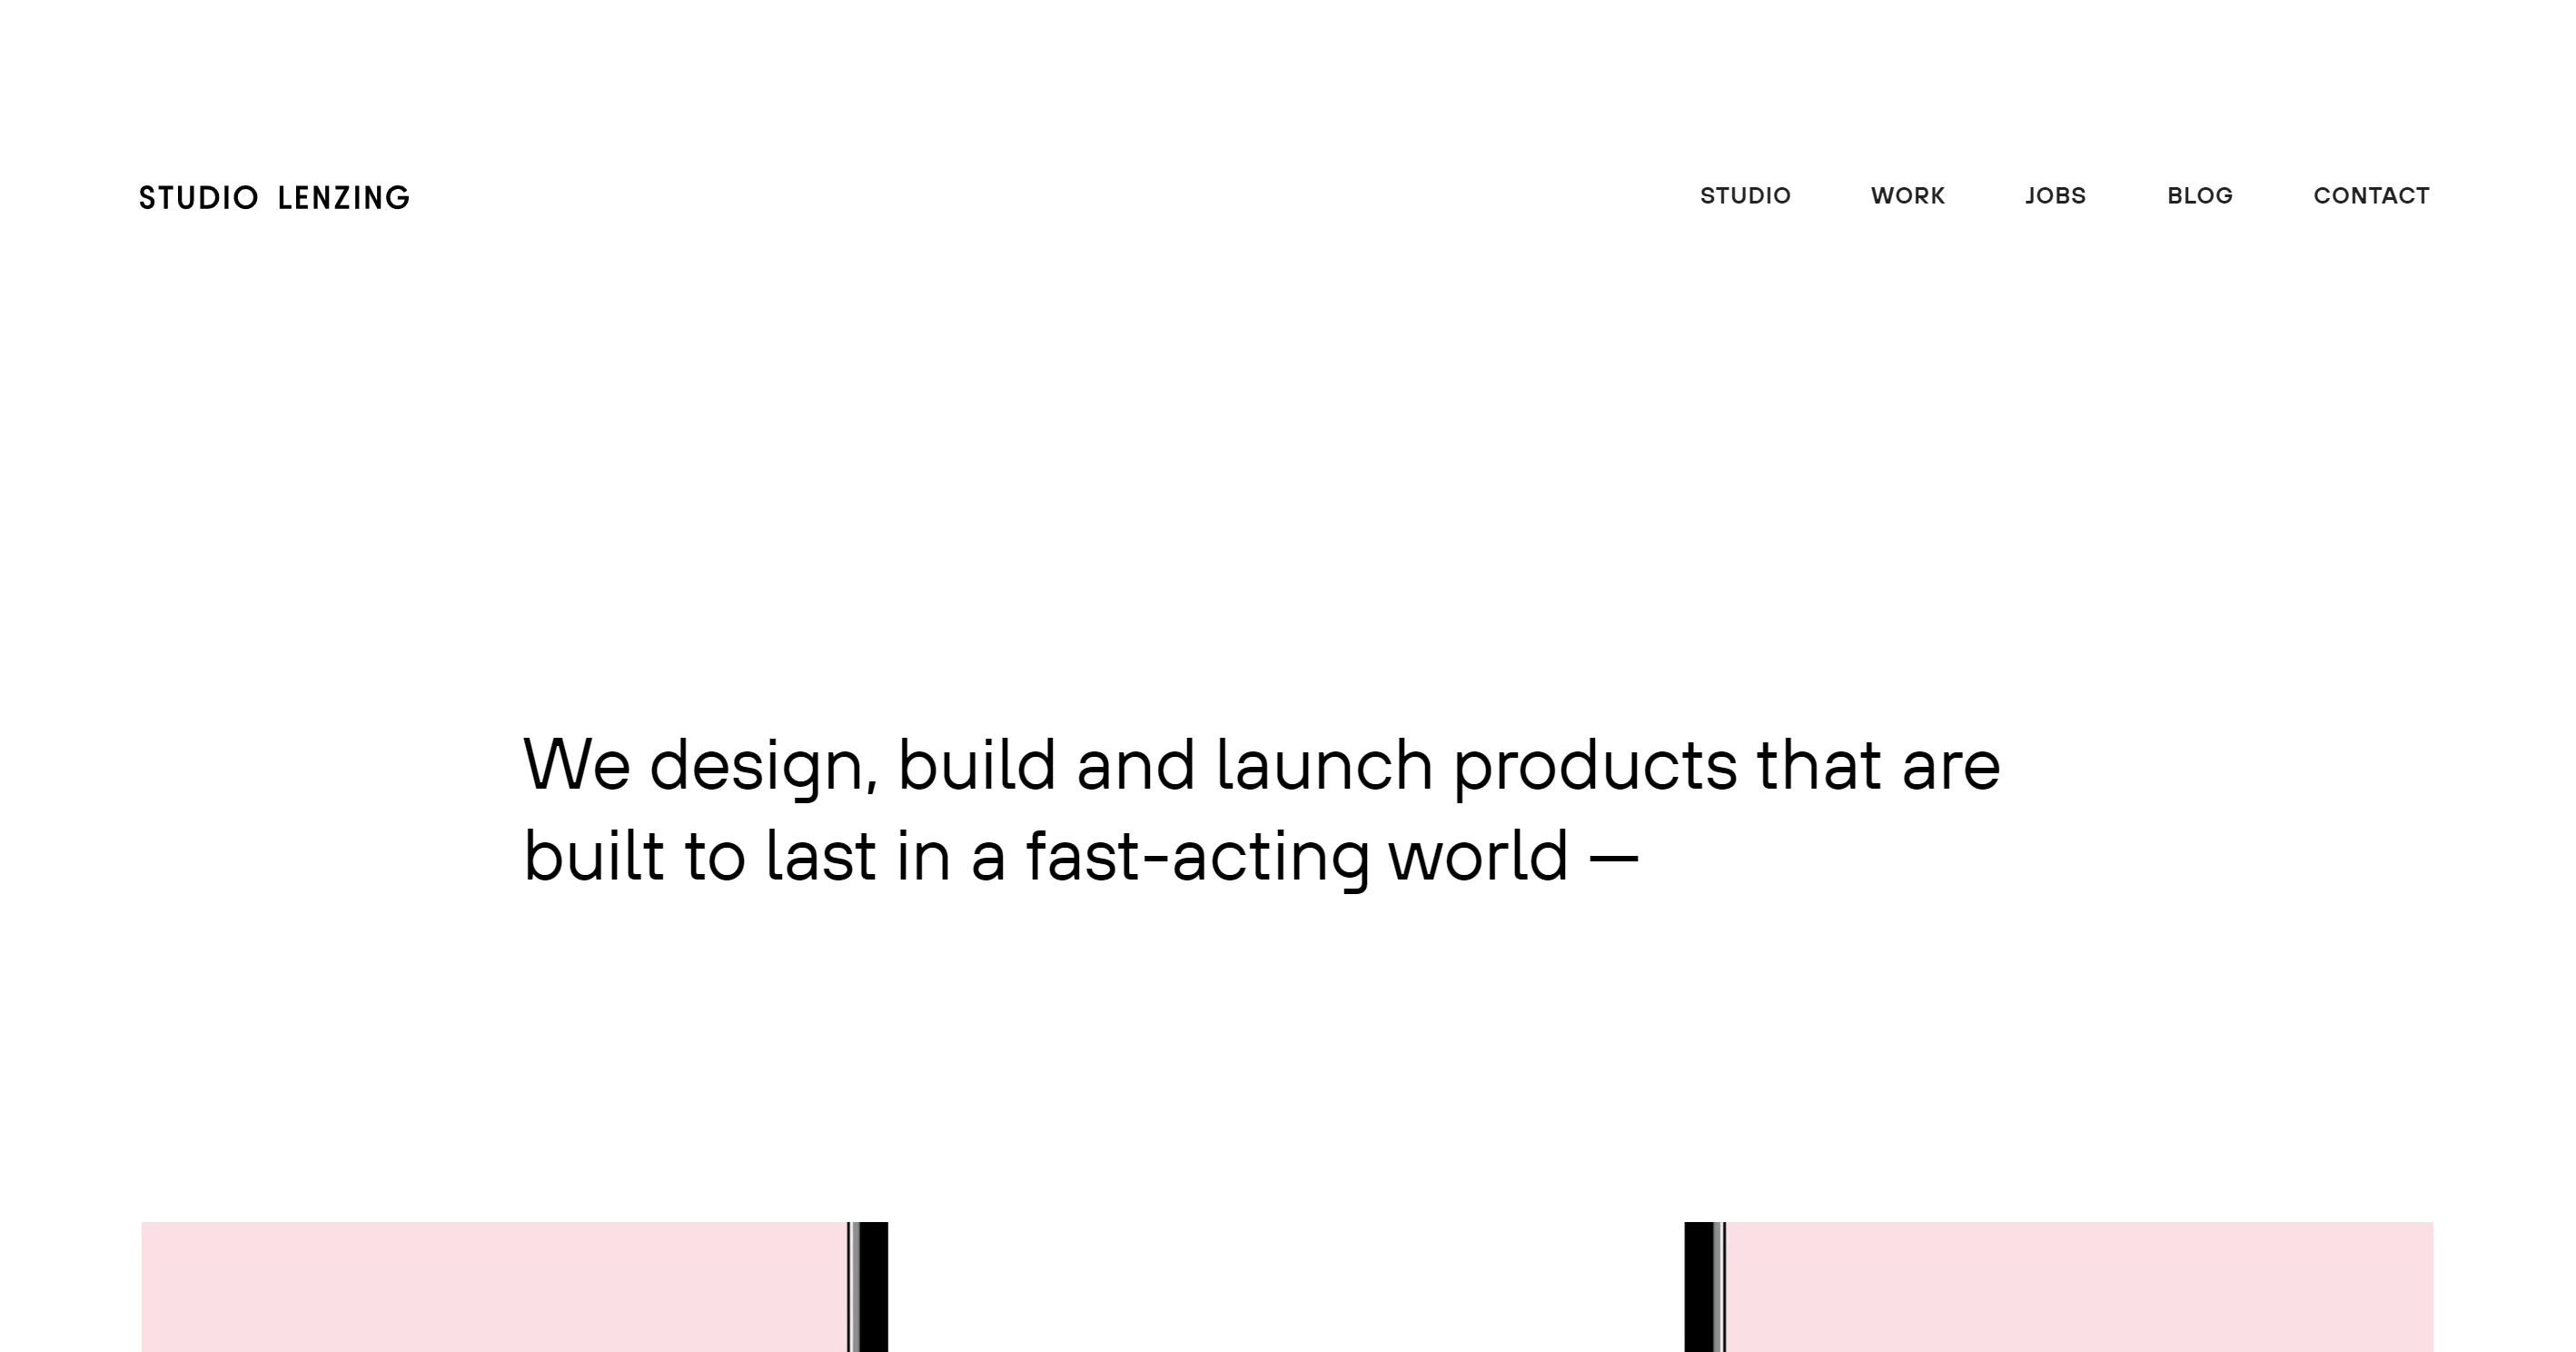 STUDIO LENZING
STUDIO WORK JOBS BLOG CONTACT
We design, build and launch products that are
built to last in a fast-acting world —